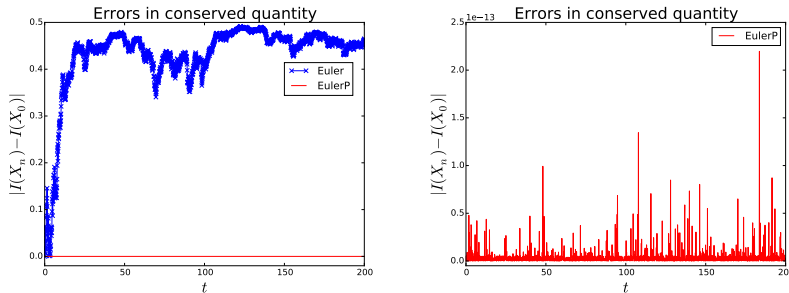 Errors in conserved quantity
|I(X_n)−I(X_0)|
0.5
0.4
0.3
0.2
0.1
0.0
Euler
EulerP
0
50
100
150
200
t
Errors in conserved quantity
1e−13
|I(X_n)−I(X_0)|
2.5
2.0
1.5
1.0
0.5
0.0
EulerP
0
50
100
150
200
t